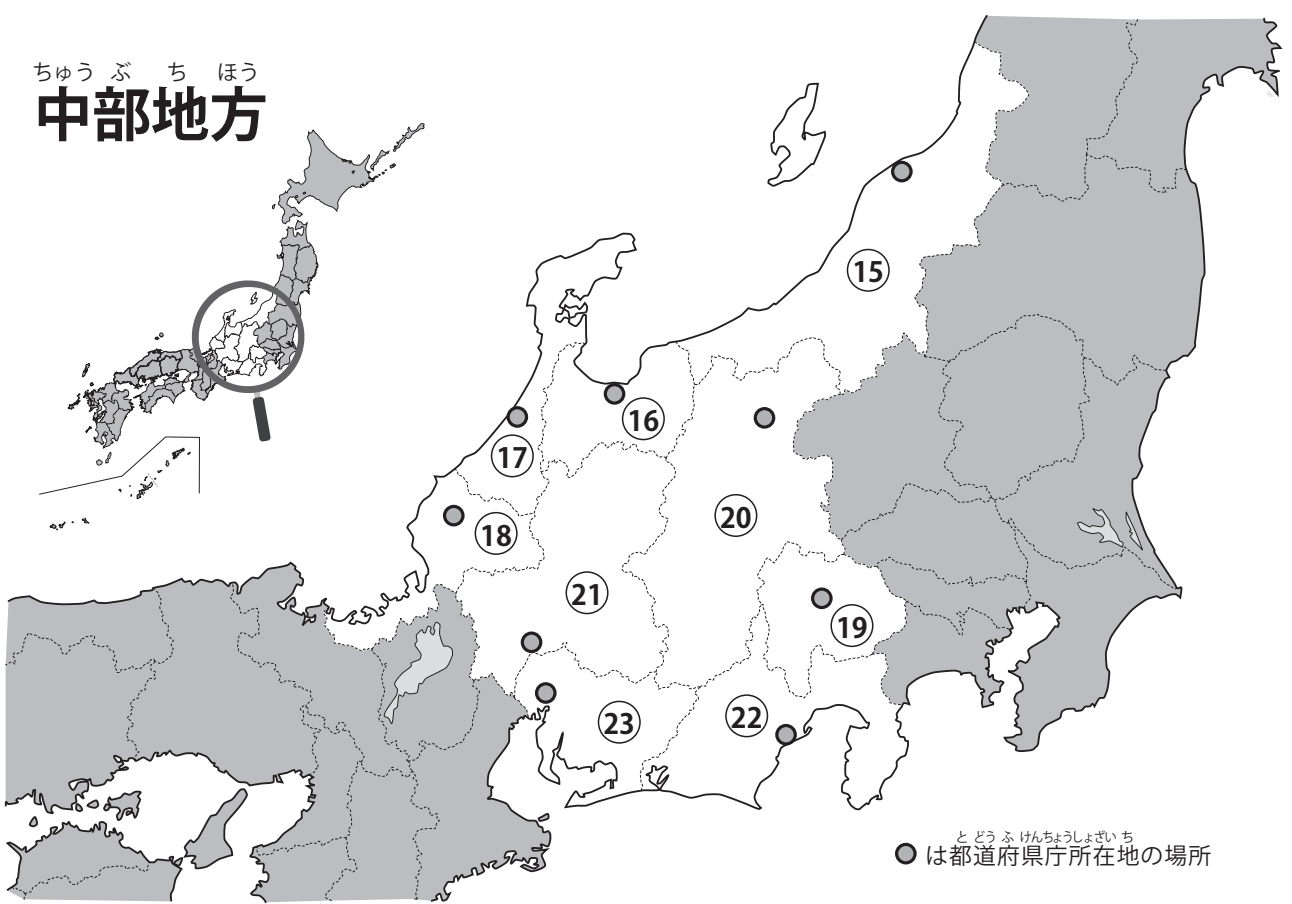 ちゅう ぶ ち ほう
中部地方
⑮
⑯
⑰
⑳
⑱
㉑
⑲
㉒
㉓
と どう ふ けんちょうしょざい ち
は都道府県庁所在地の場所